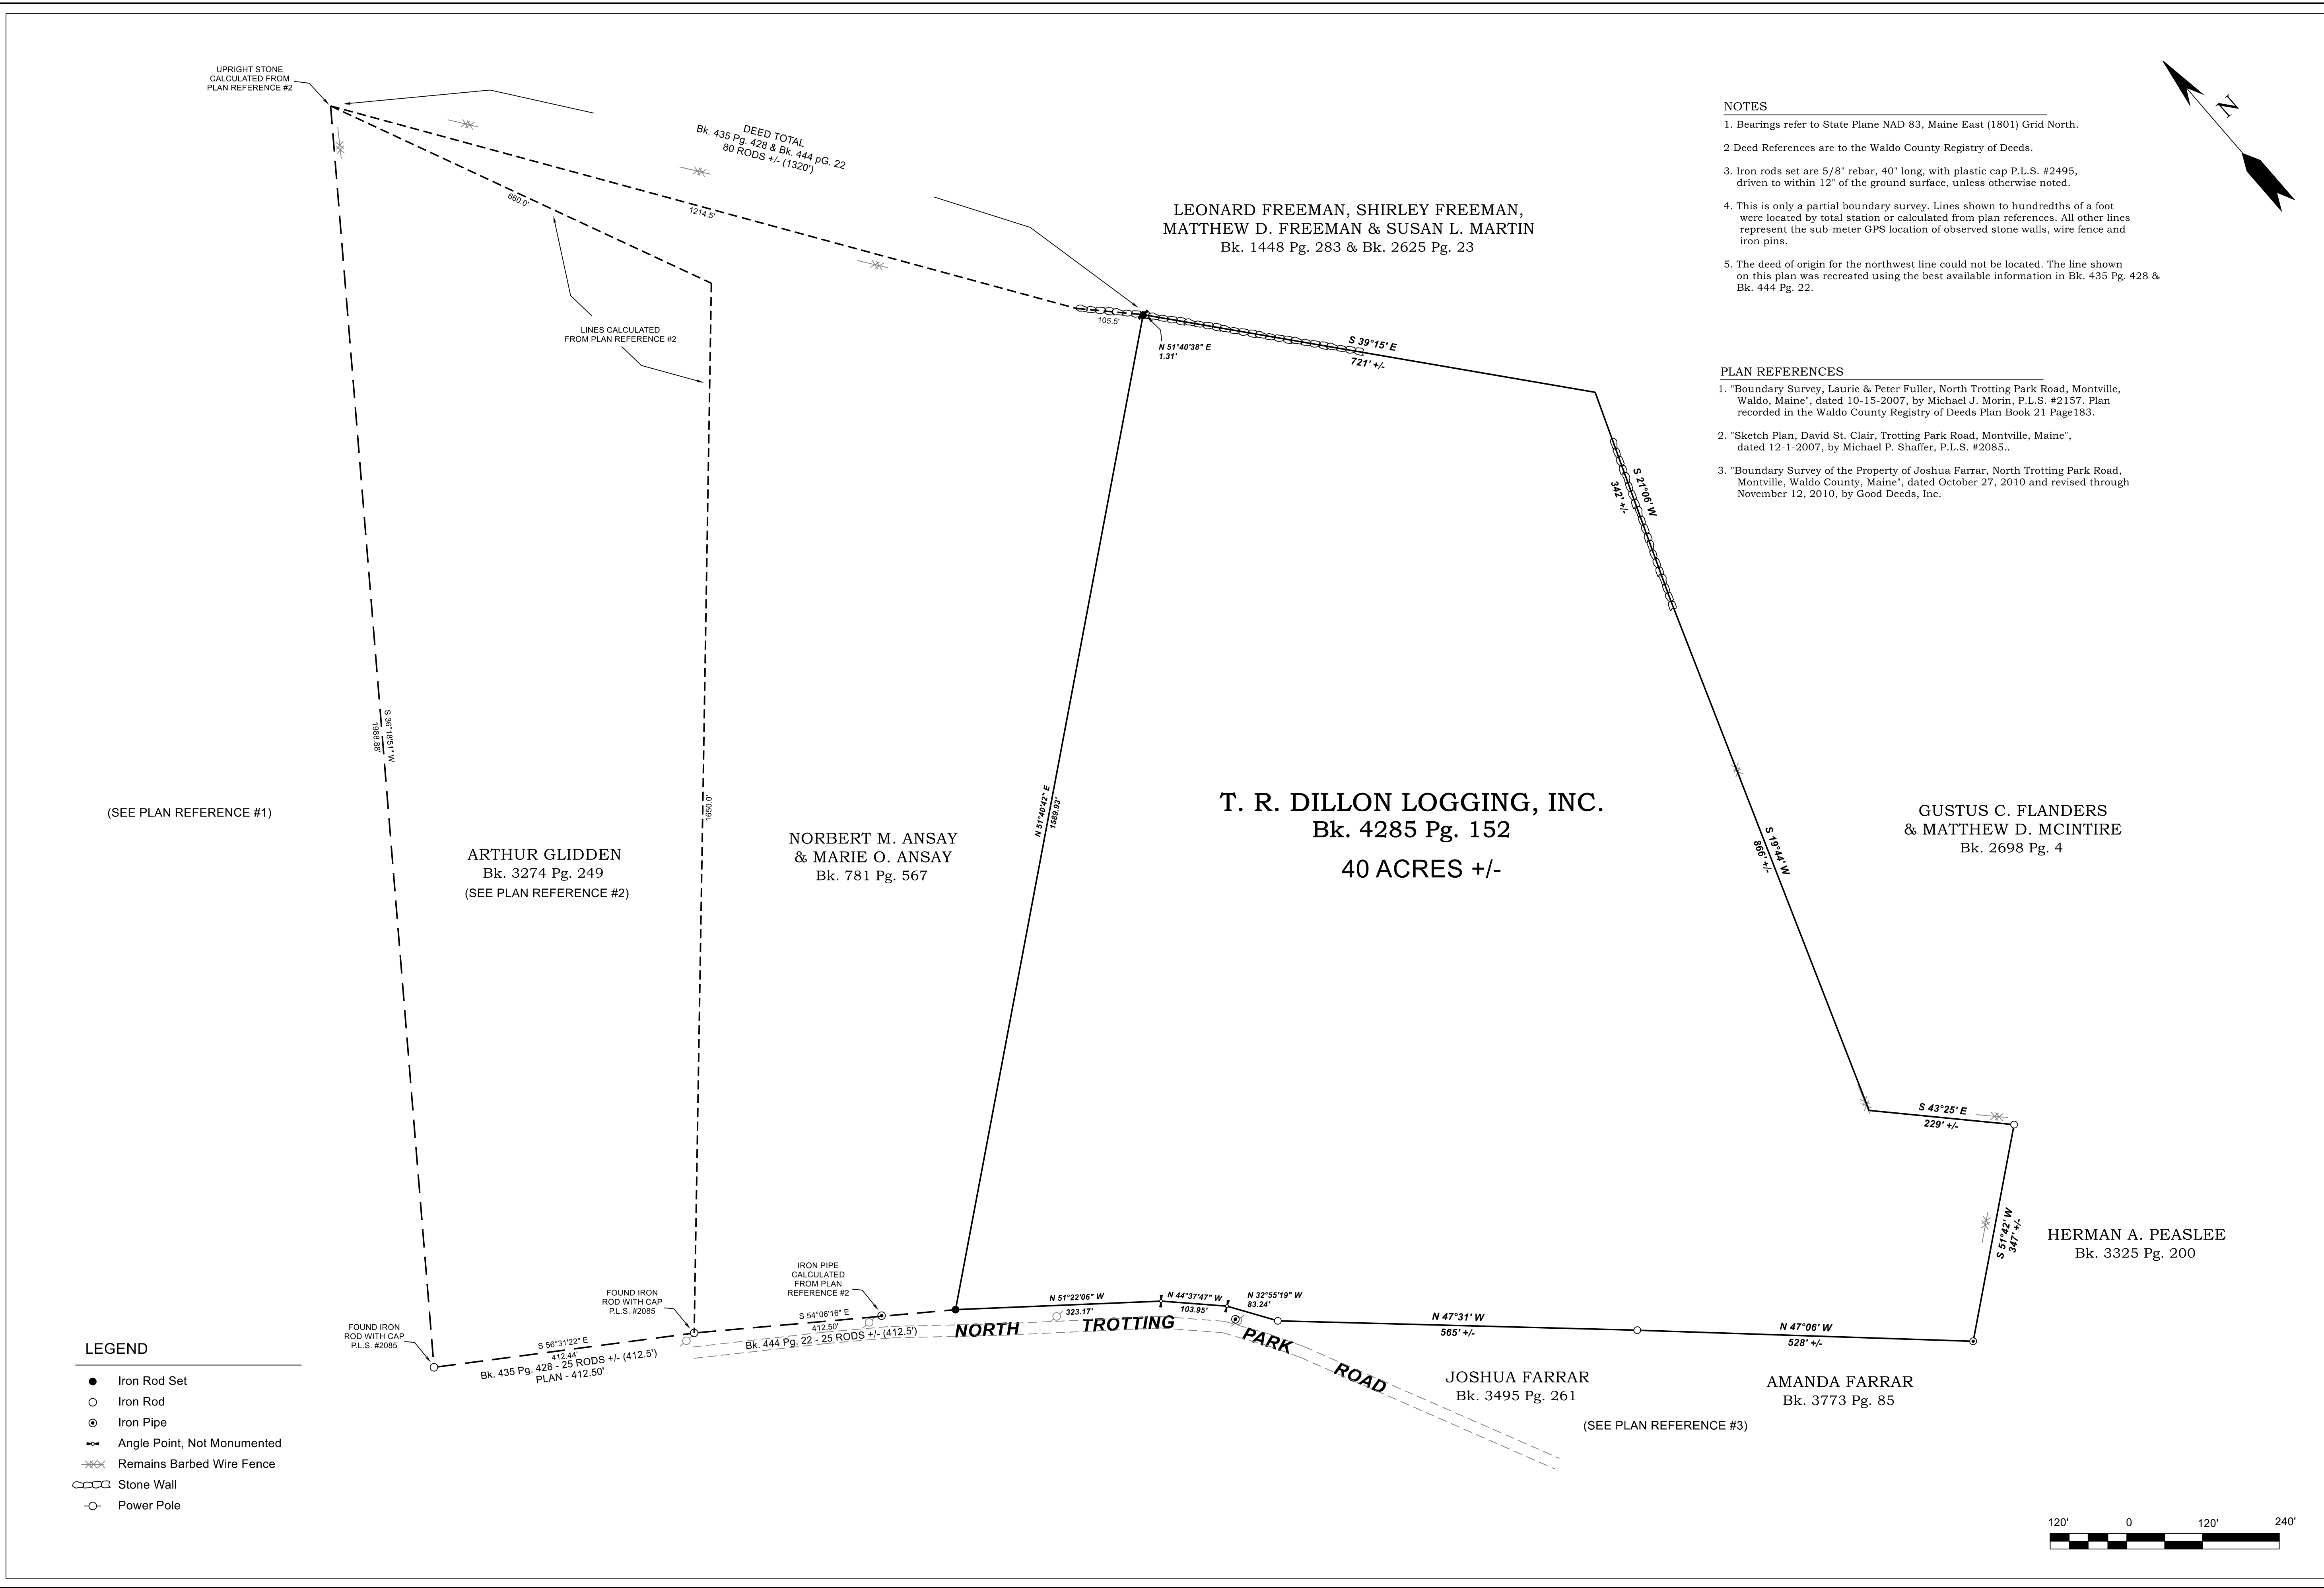 UPRIGHT STONE
CALCULATED FROM
PLAN REFERENCE #2
DEED TOTAL
Bk. 435 Pg. 428 & Bk. 444 pG. 22
80 RODS +/- (1320')
660.0'
1214.5'
LINES CALCULATED
FROM PLAN REFERENCE #2
105.5'
N 51°40'38" E
1.31'
LEONARD FREEMAN, SHIRLEY FREEMAN,
MATTHEW D. FREEMAN & SUSAN L. MARTIN
Bk. 1448 Pg. 283 & Bk. 2625 Pg. 23
S 39°15' E
721' +/-
S 21°06' W
342' +/-
N
NOTES
1. Bearings refer to State Plane NAD 83, Maine East (1801) Grid North.
2 Deed References are to the Waldo County Registry of Deeds.
3. Iron rods set are 5/8" rebar, 40" long, with plastic cap P.L.S. #2495,
driven to within 12" of the ground surface, unless otherwise noted.
4. This is only a partial boundary survey. Lines shown to hundredths of a foot
were located by total station or calculated from plan references. All other lines
represent the sub-meter GPS location of observed stone walls, wire fence and
iron pins.
5. The deed of origin for the northwest line could not be located. The line shown
on this plan was recreated using the best available information in Bk. 435 Pg. 428 &
Bk. 444 Pg. 22.
PLAN REFERENCES
1. "Boundary Survey, Laurie & Peter Fuller, North Trotting Park Road, Montville,
Waldo, Maine", dated 10-15-2007, by Michael J. Morin, P.L.S. #2157. Plan
recorded in the Waldo County Registry of Deeds Plan Book 21 Page183.
2. "Sketch Plan, David St. Clair, Trotting Park Road, Montville, Maine",
dated 12-1-2007, by Michael P. Shaffer, P.L.S. #2085..
3. "Boundary Survey of the Property of Joshua Farrar, North Trotting Park Road,
Montville, Waldo County, Maine", dated October 27, 2010 and revised through
November 12, 2010, by Good Deeds, Inc.
S 36°18'51" W
1988.88'
1650.0'
N 51°40'42" E
1589.93'
S 19°44' W
866' +/-
(SEE PLAN REFERENCE #1)
ARTHUR GLIDDEN
Bk. 3274 Pg. 249
(SEE PLAN REFERENCE #2)
NORBERT M. ANSAY
& MARIE O. ANSAY
Bk. 781 Pg. 567
T. R. DILLON LOGGING, INC.
Bk. 4285 Pg. 152
40 ACRES +/-
GUSTUS C. FLANDERS
& MATTHEW D. MCINTIRE
Bk. 2698 Pg. 4
S 43°25' E
229' +/-
S 51°42' W
347' +/-
HERMAN A. PEASLEE
Bk. 3325 Pg. 200
FOUND IRON
ROD WITH CAP
P.L.S. #2085
FOUND IRON
ROD WITH CAP
P.L.S. #2085
IRON PIPE
CALCULATED
FROM PLAN
REFERENCE #2
S 56°31'22" E
412.44'
Bk. 435 Pg. 428 - 25 RODS +/- (412.5')
PLAN - 412.50'
S 54°06'16" E
412.50'
Bk. 444 Pg. 22 - 25 RODS +/- (412.5')
N 51°22'06" W
323.17'
N 44°37'47" W
103.95'
N 32°55'19" W
83.24'
N 47°31' W
565' +/-
N 47°06' W
528' +/-
NORTH TROTTING PARK ROAD
JOSHUA FARRAR
Bk. 3495 Pg. 261
AMANDA FARRAR
Bk. 3773 Pg. 85
(SEE PLAN REFERENCE #3)
LEGEND
Iron Rod Set
Iron Rod
Iron Pipe
Angle Point, Not Monumented
Remains Barbed Wire Fence
Stone Wall
Power Pole
120' 0 120' 240'